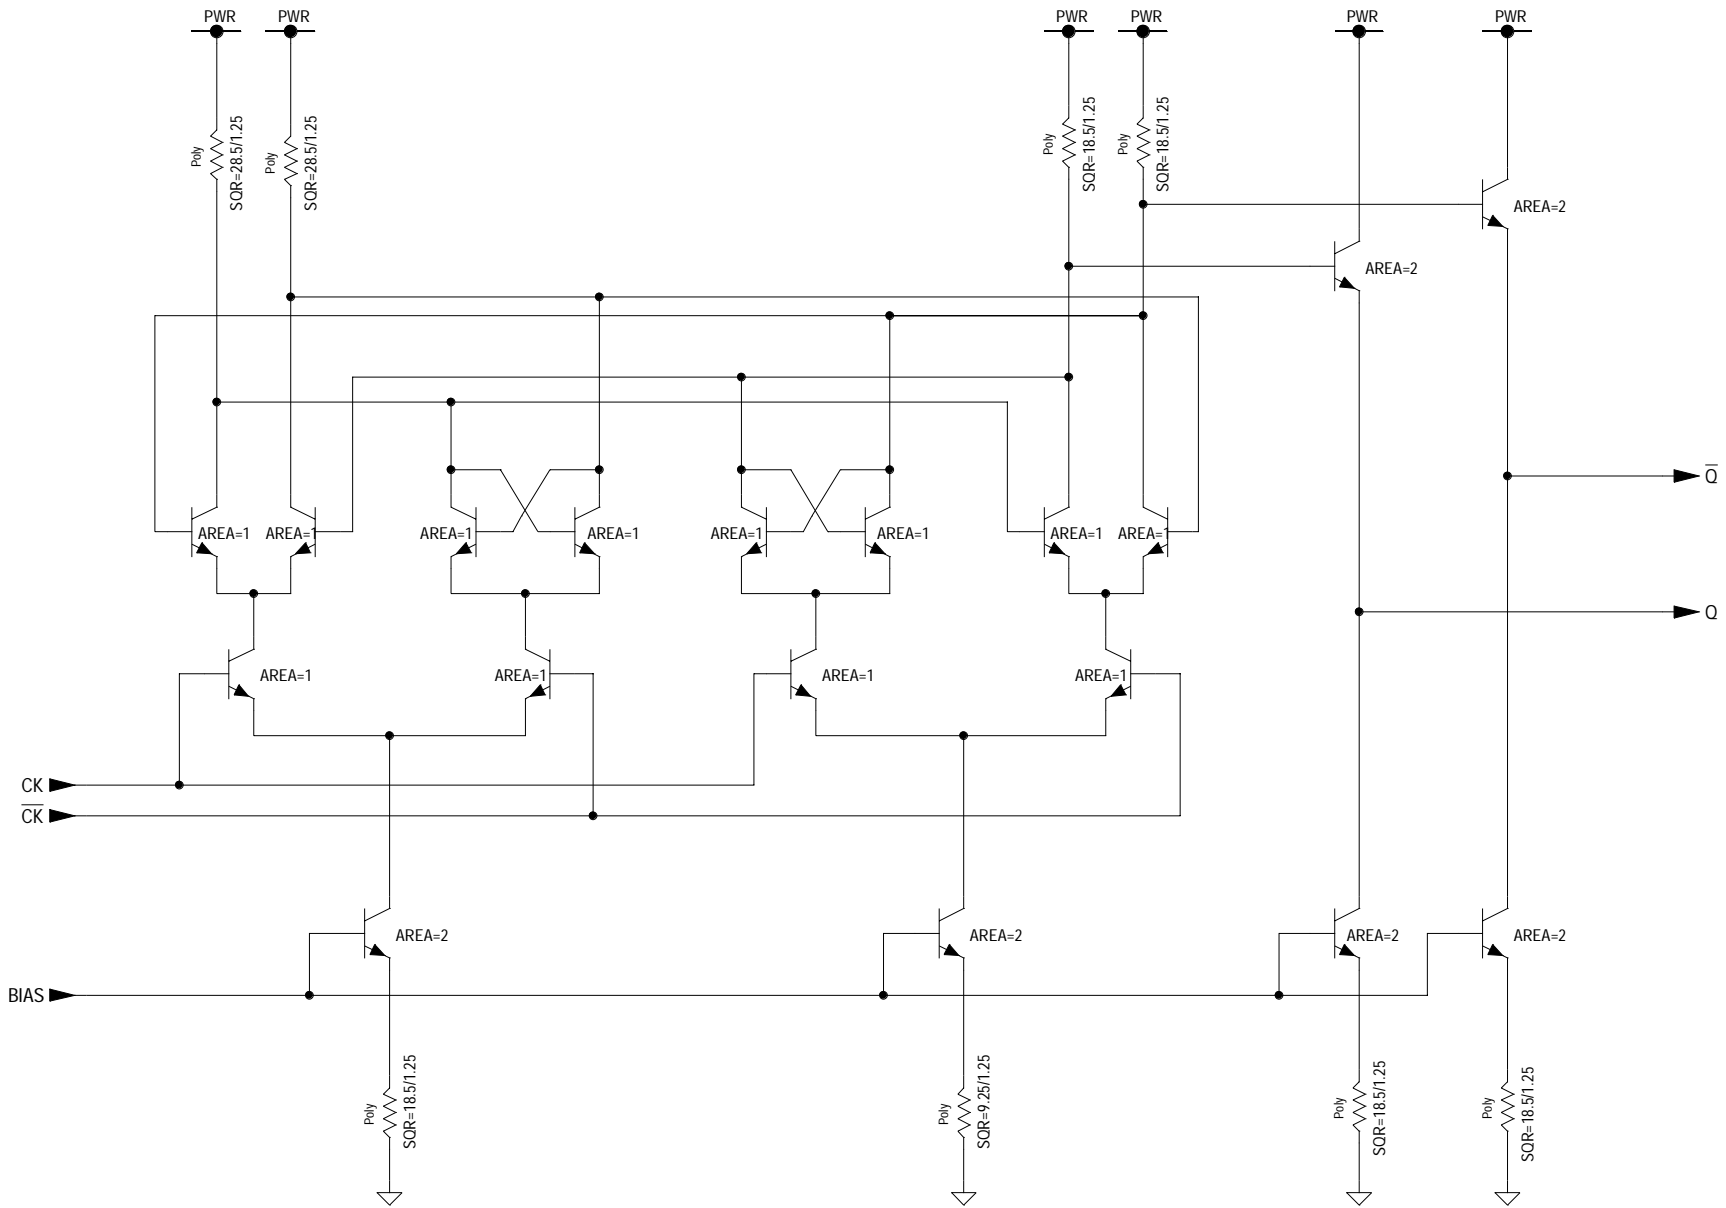 PWR
PWR
PWR
PWR
PWR
PWR
Poly
SQR=28.5/1.25
Poly
SQR=28.5/1.25
Poly
SQR=18.5/1.25
Poly
SQR=18.5/1.25
AREA=2
AREA=2
Q̅
AREA=1
AREA=1
AREA=1
AREA=1
AREA=1
AREA=1
AREA=1
AREA=1
Q
AREA=1
AREA=1
AREA=1
AREA=1
CK
C̅K̅
AREA=2
AREA=2
AREA=2
AREA=2
BIAS
Poly
SQR=18.5/1.25
Poly
SQR=9.25/1.25
Poly
SQR=18.5/1.25
Poly
SQR=18.5/1.25